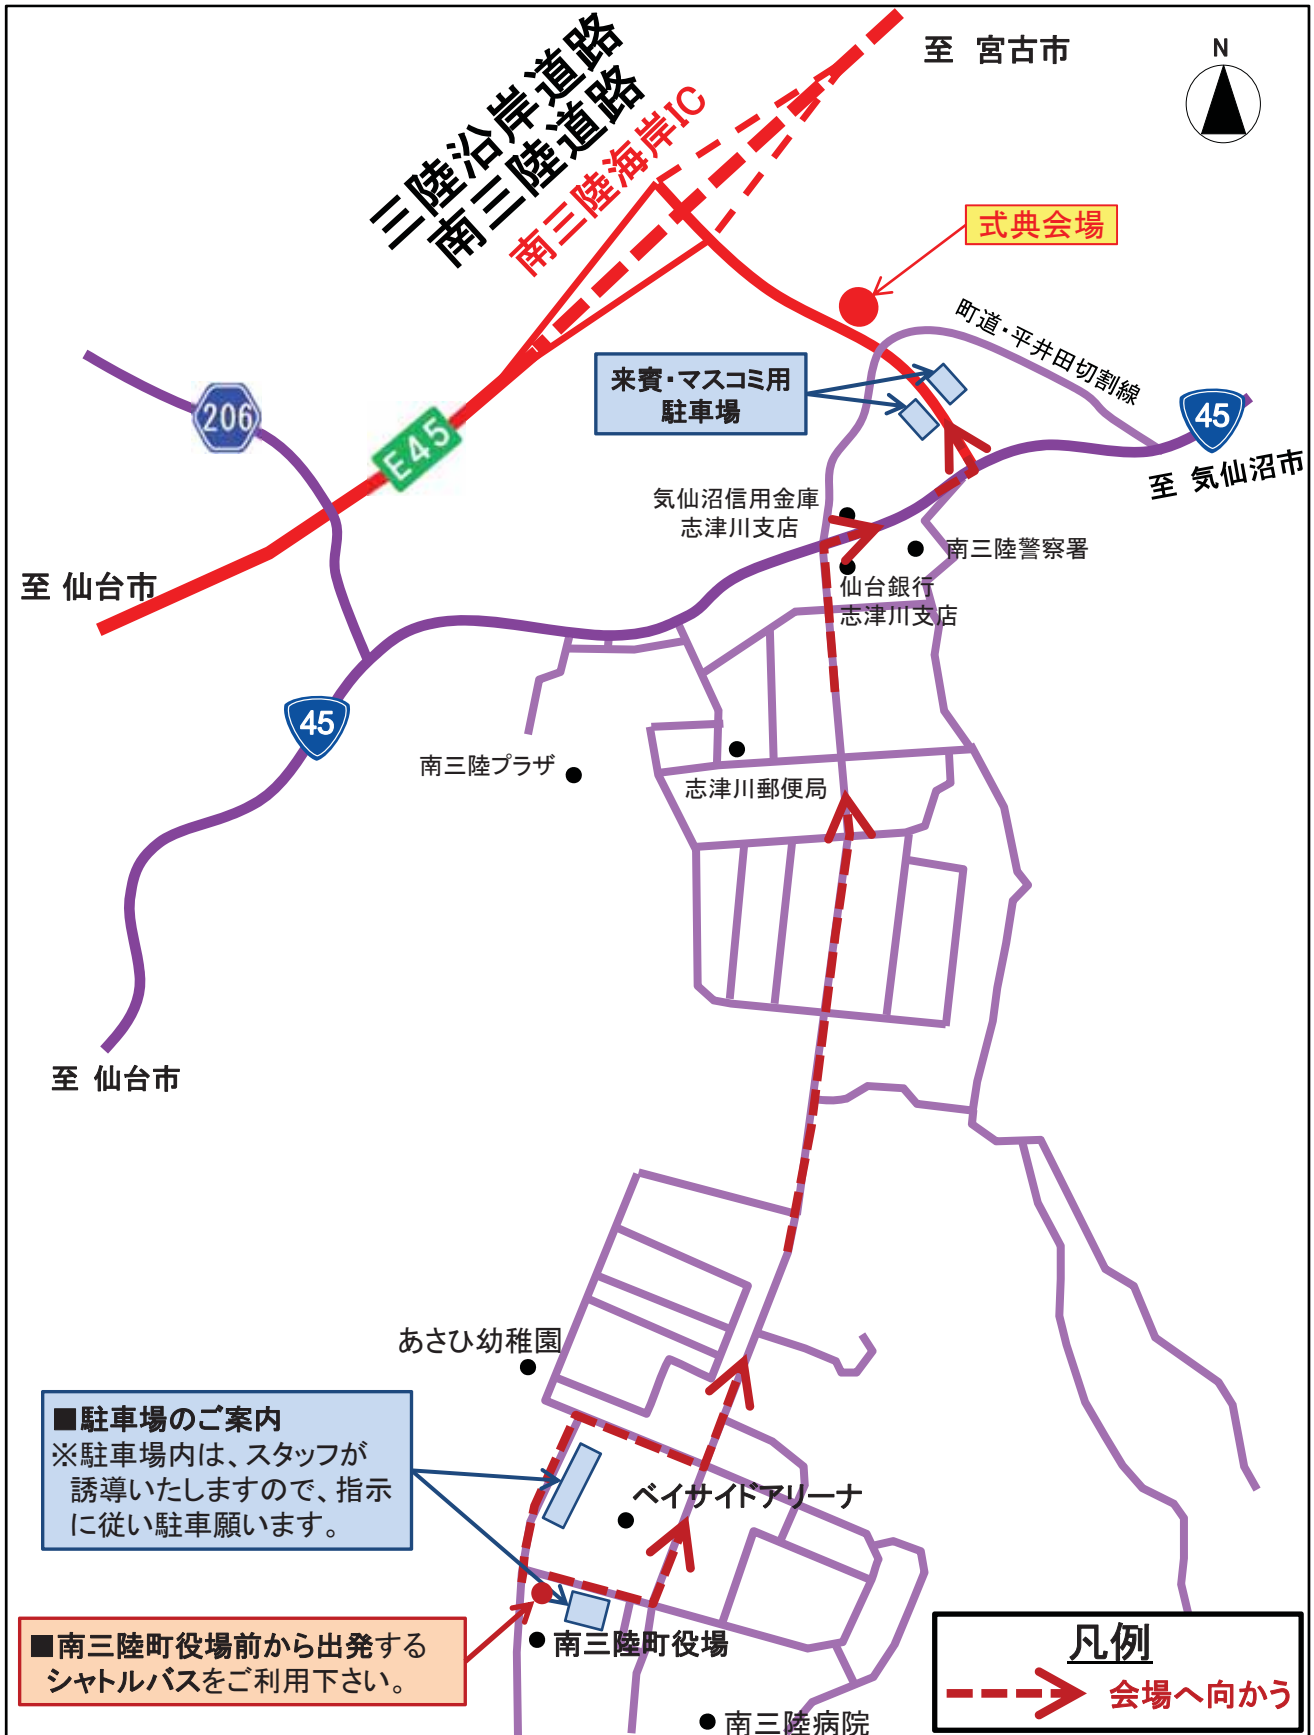 至 宮古市
N
三陸沿岸道路
南三陸道路
南三陸海岸IC
式典会場
町道・平井田切割線
来賓・マスコミ用
駐車場
206
E45
45
至 気仙沼市
気仙沼信用金庫
志津川支店
南三陸警察署
至 仙台市
仙台銀行
志津川支店
45
南三陸プラザ
志津川郵便局
至 仙台市
あさひ幼稚園
■駐車場のご案内
※駐車場内は、スタッフが
誘導いたしますので、指示
に従い駐車願います。
ベイサイドアリーナ
■南三陸町役場前から出発する
シャトルバスをご利用下さい。
南三陸町役場
凡例
会場へ向かう
南三陸病院